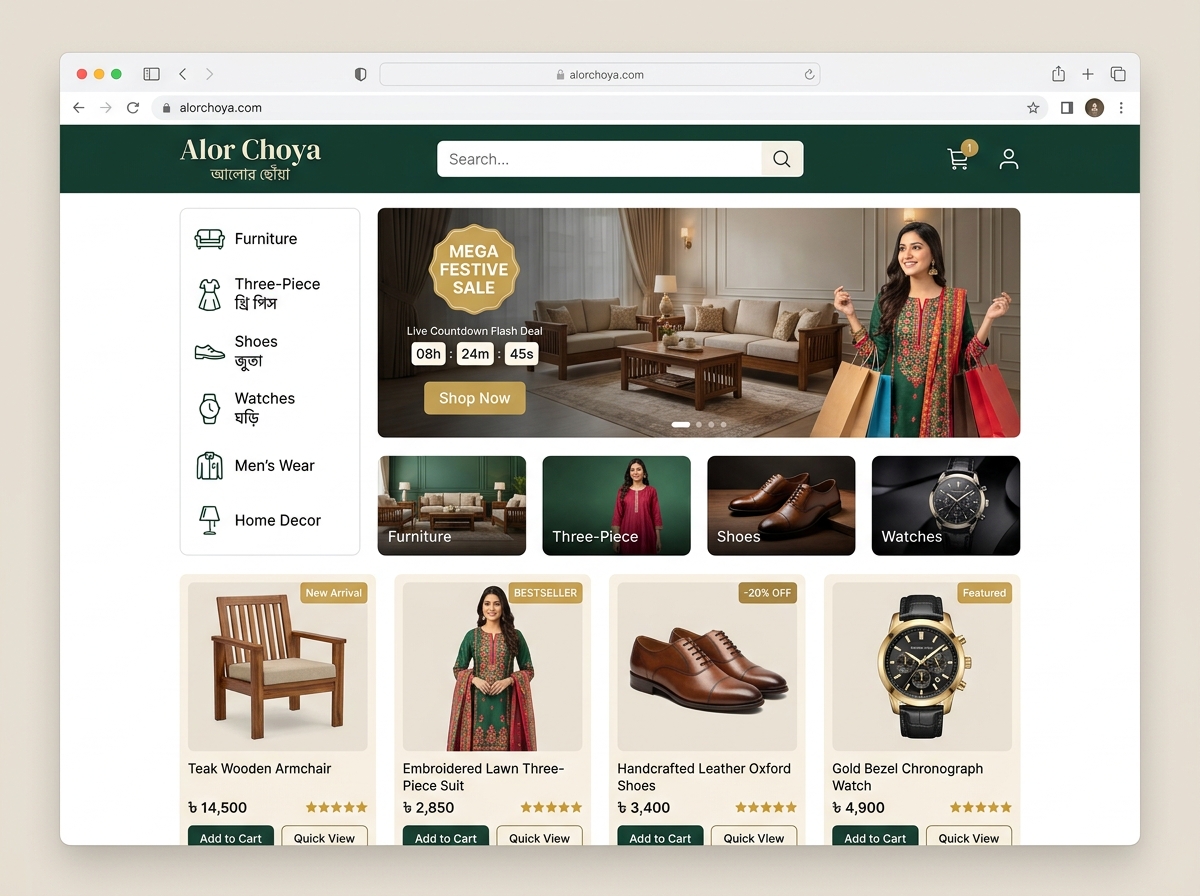 alorchoya.com
alorchoya.com
Alor Choya
আলোর ছোঁয়া
Search...
1
Furniture
Three-Piece
থ্রি পিস
Shoes
জুতা
Watches
ঘড়ি
Men's Wear
Home Decor
MEGA
FESTIVE
SALE
Live Countdown Flash Deal
08h : 24m : 45s
Shop Now
Furniture
Three-Piece
Shoes
Watches
New Arrival
Teak Wooden Armchair
৳ 14,500
Add to Cart
Quick View
BESTSELLER
Embroidered Lawn Three-
Piece Suit
৳ 2,850
Add to Cart
Quick View
-20% OFF
Handcrafted Leather Oxford
Shoes
৳ 3,400
Add to Cart
Quick View
Featured
Gold Bezel Chronograph
Watch
৳ 4,900
Add to Cart
Quick View